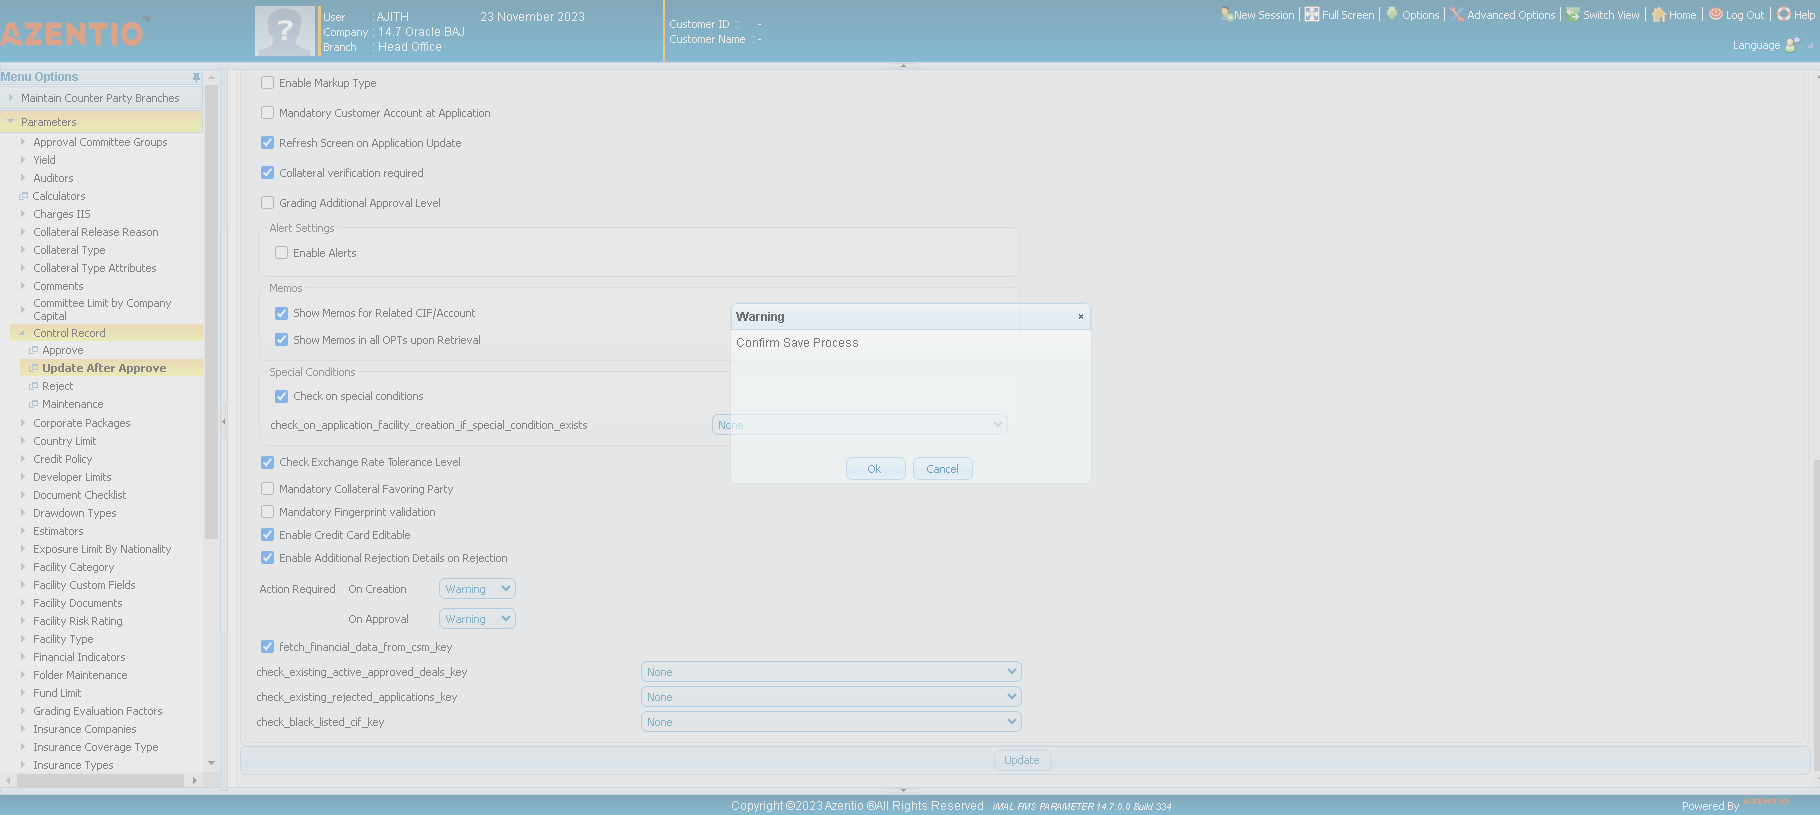 AZENTIO™
User : AJITH 23 November 2023
Company : 14.7 Oracle BAJ
Branch : Head Office
Customer ID : -
Customer Name : -
New Session Full Screen Options Advanced Options Switch View Home Log Out Help
Language
Menu Options
Maintain Counter Party Branches
Parameters
Approval Committee Groups
Yield
Auditors
Calculators
Charges IIS
Collateral Release Reason
Collateral Type
Collateral Type Attributes
Comments
Committee Limit by Company
Capital
Control Record
Approve
Update After Approve
Reject
Maintenance
Corporate Packages
Country Limit
Credit Policy
Developer Limits
Document Checklist
Drawdown Types
Estimators
Exposure Limit By Nationality
Facility Category
Facility Custom Fields
Facility Documents
Facility Risk Rating
Facility Type
Financial Indicators
Folder Maintenance
Fund Limit
Grading Evaluation Factors
Insurance Companies
Insurance Coverage Type
Insurance Types
Enable Markup Type
Mandatory Customer Account at Application
Refresh Screen on Application Update
Collateral verification required
Grading Additional Approval Level
Alert Settings
Enable Alerts
Memos
Show Memos for Related CIF/Account
Show Memos in all OPTs upon Retrieval
Special Conditions
Check on special conditions
check_on_application_facility_creation_if_special_condition_exists None
Check Exchange Rate Tolerance Level
Mandatory Collateral Favoring Party
Mandatory Fingerprint validation
Enable Credit Card Editable
Enable Additional Rejection Details on Rejection
Action Required On Creation Warning
On Approval Warning
fetch_financial_data_from_csm_key
check_existing_active_approved_deals_key None
check_existing_rejected_applications_key None
check_black_listed_cif_key None
Update
Warning ×
Confirm Save Process
Ok Cancel
Copyright ©2023 Azentio ®All Rights Reserved iMAL RMS PARAMETER 14.7.0.0 Build 334
Powered By AZENTIO